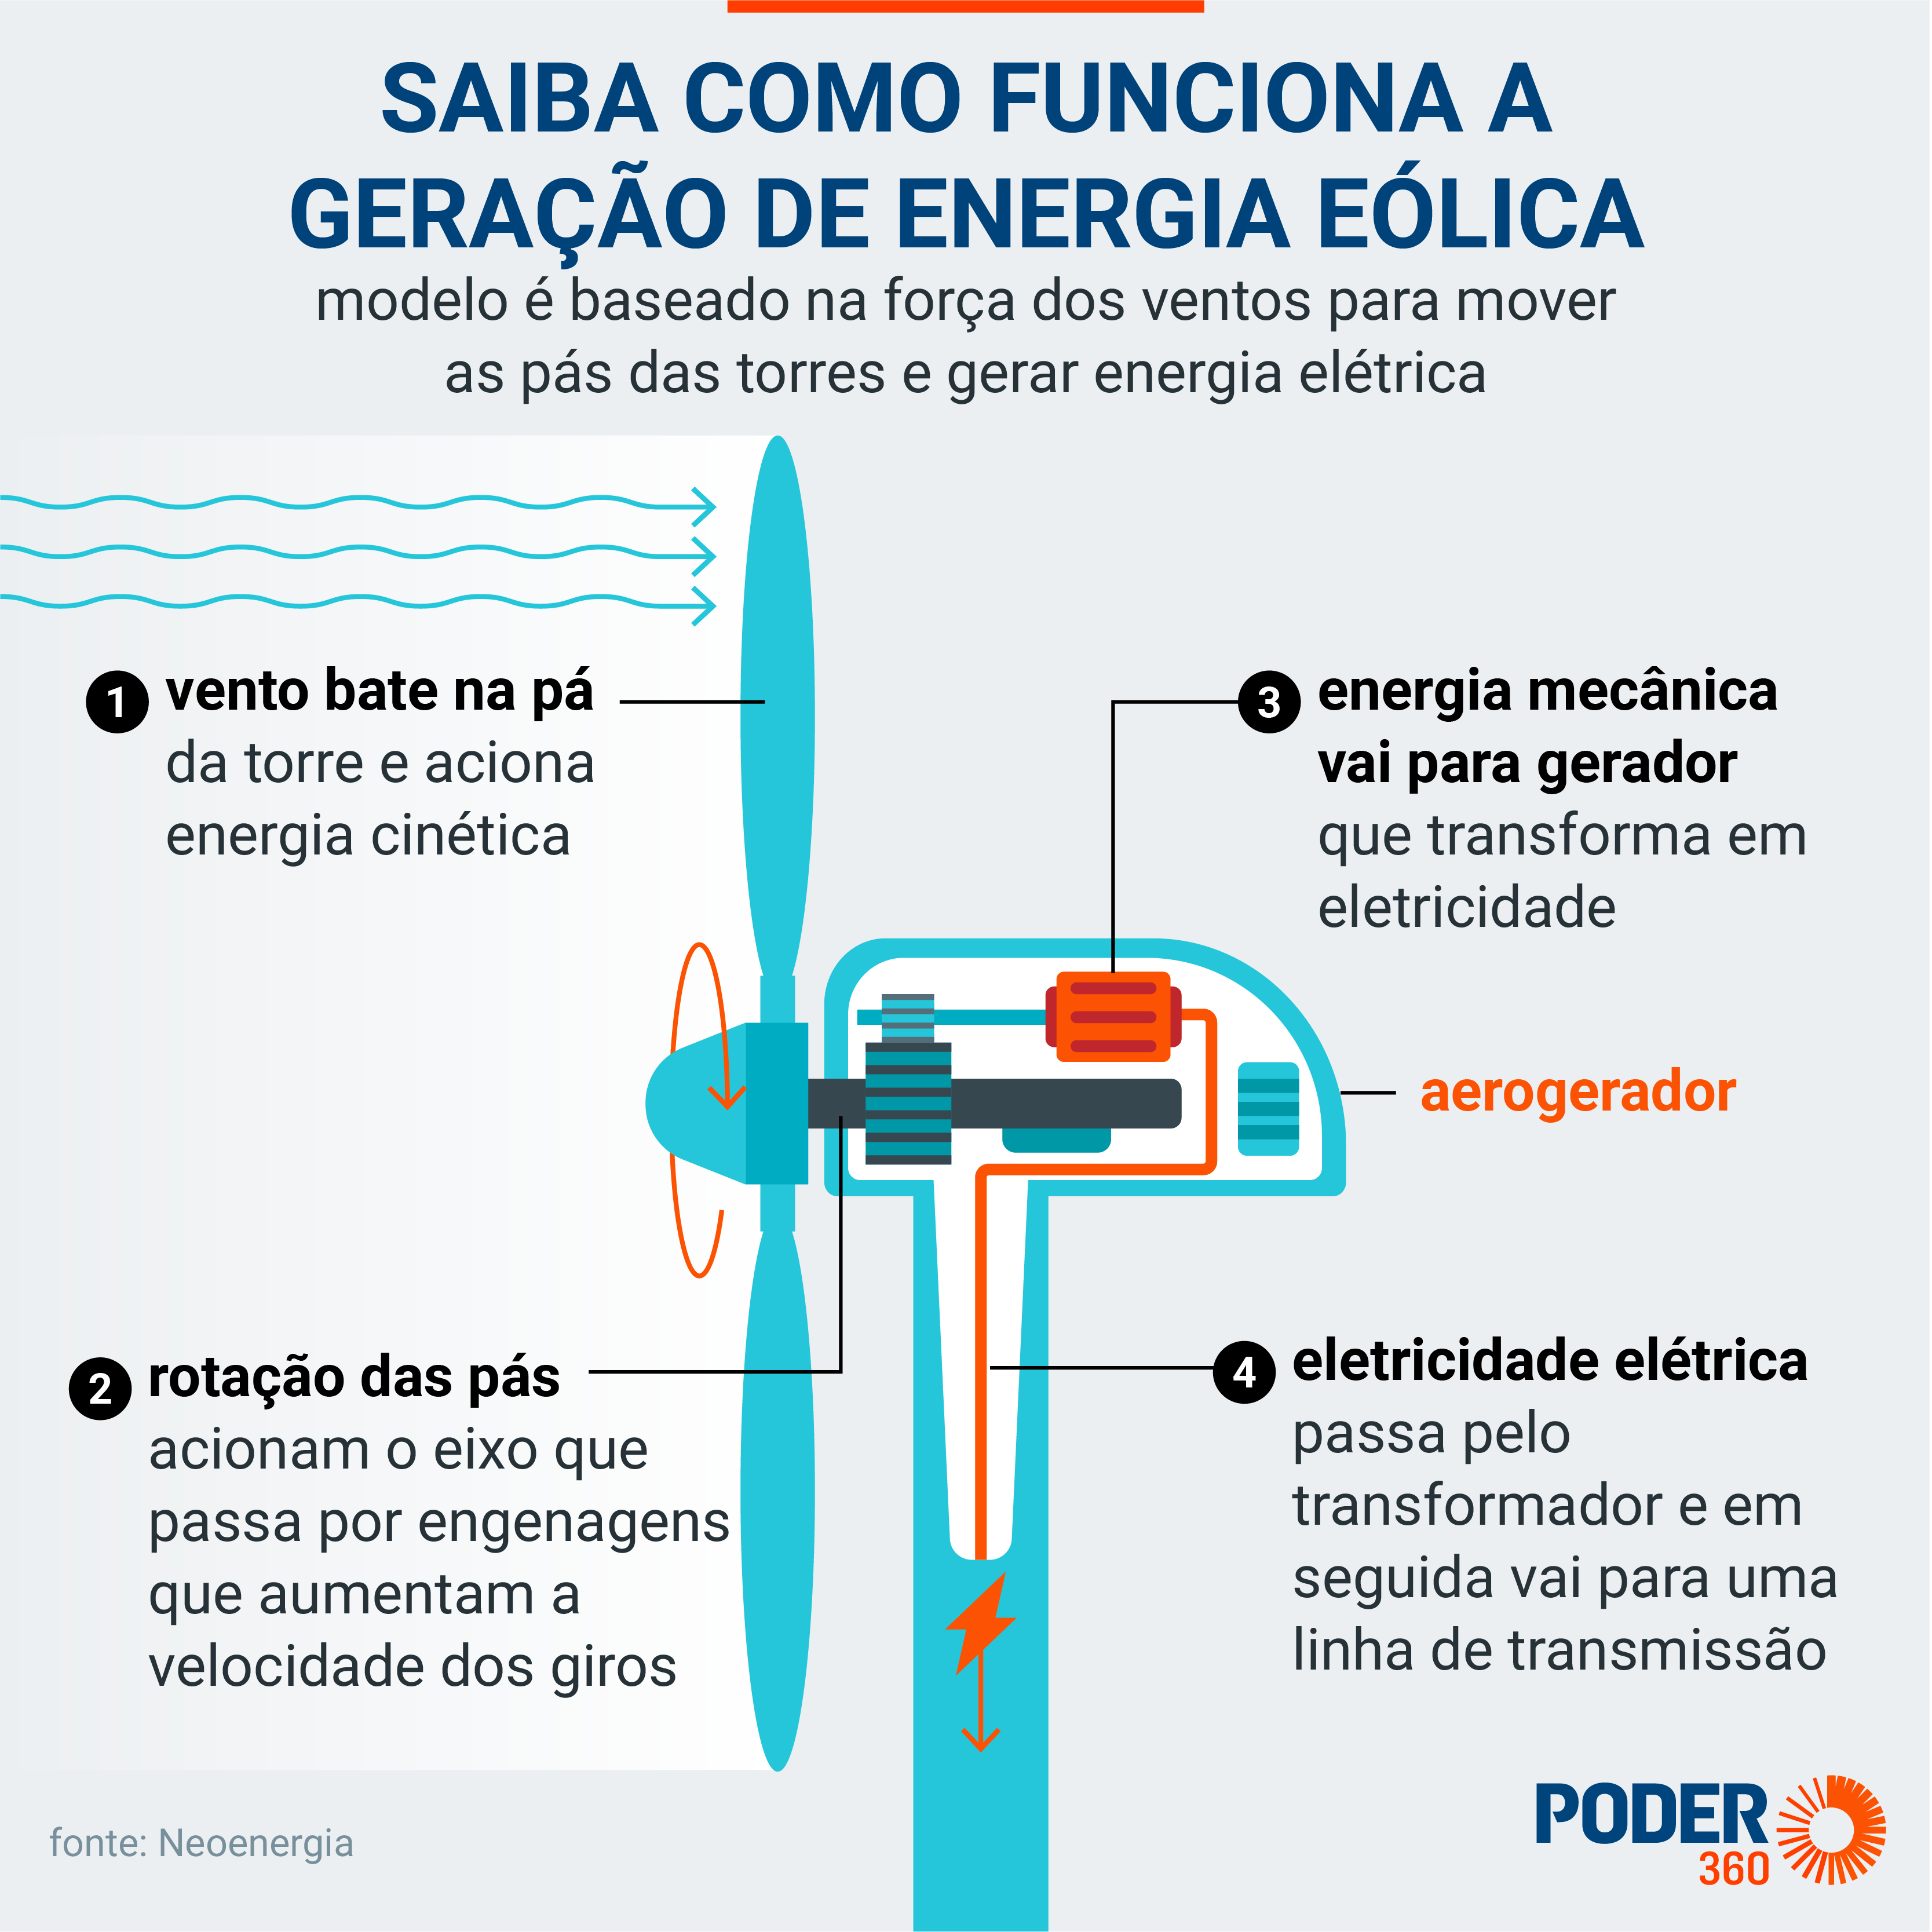 SAIBA COMO FUNCIONA A
GERAÇÃO DE ENERGIA EÓLICA
modelo é baseado na força dos ventos para mover
as pás das torres e gerar energia elétrica
1 vento bate na pá
da torre e aciona
energia cinética
3 energia mecânica
vai para gerador
que transforma em
eletricidade
aerogerador
2 rotação das pás
acionam o eixo que
passa por engenagens
que aumentam a
velocidade dos giros
4 eletricidade elétrica
passa pelo
transformador e em
seguida vai para uma
linha de transmissão
fonte: Neoenergia
PODER
360